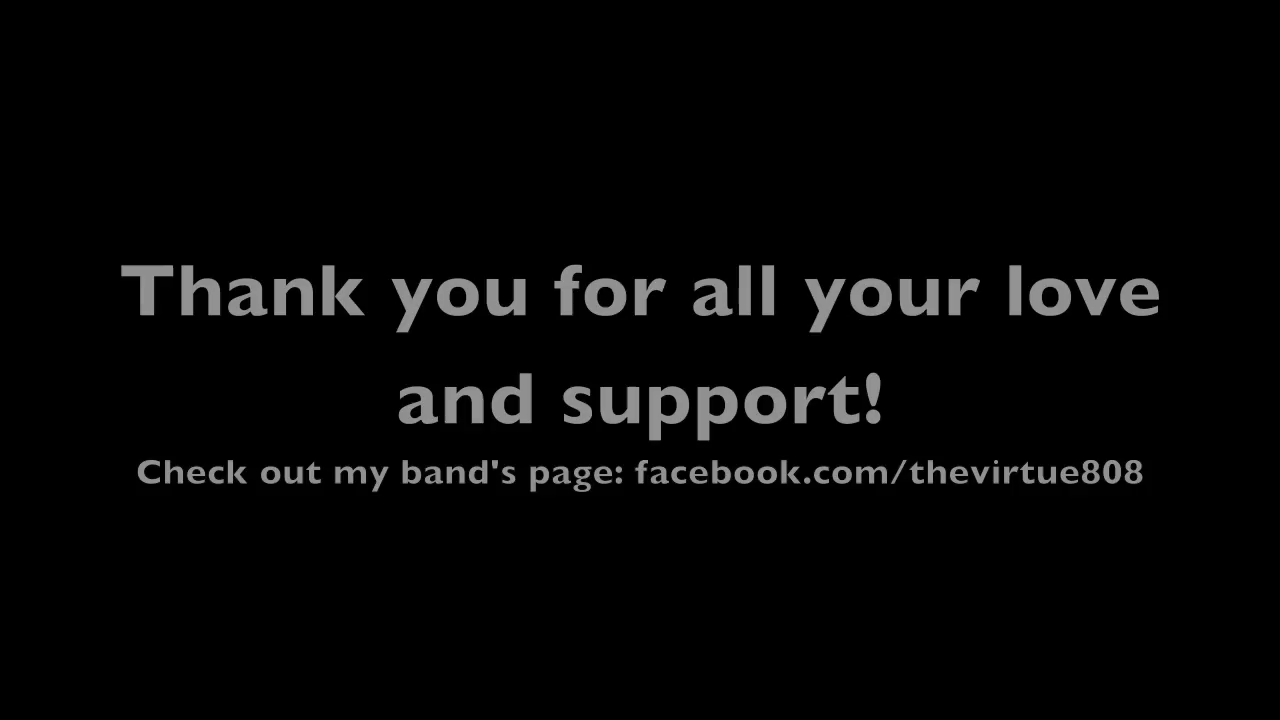 Thank you for all your love
and support!
Check out my band's page: facebook.com/thevirtue808